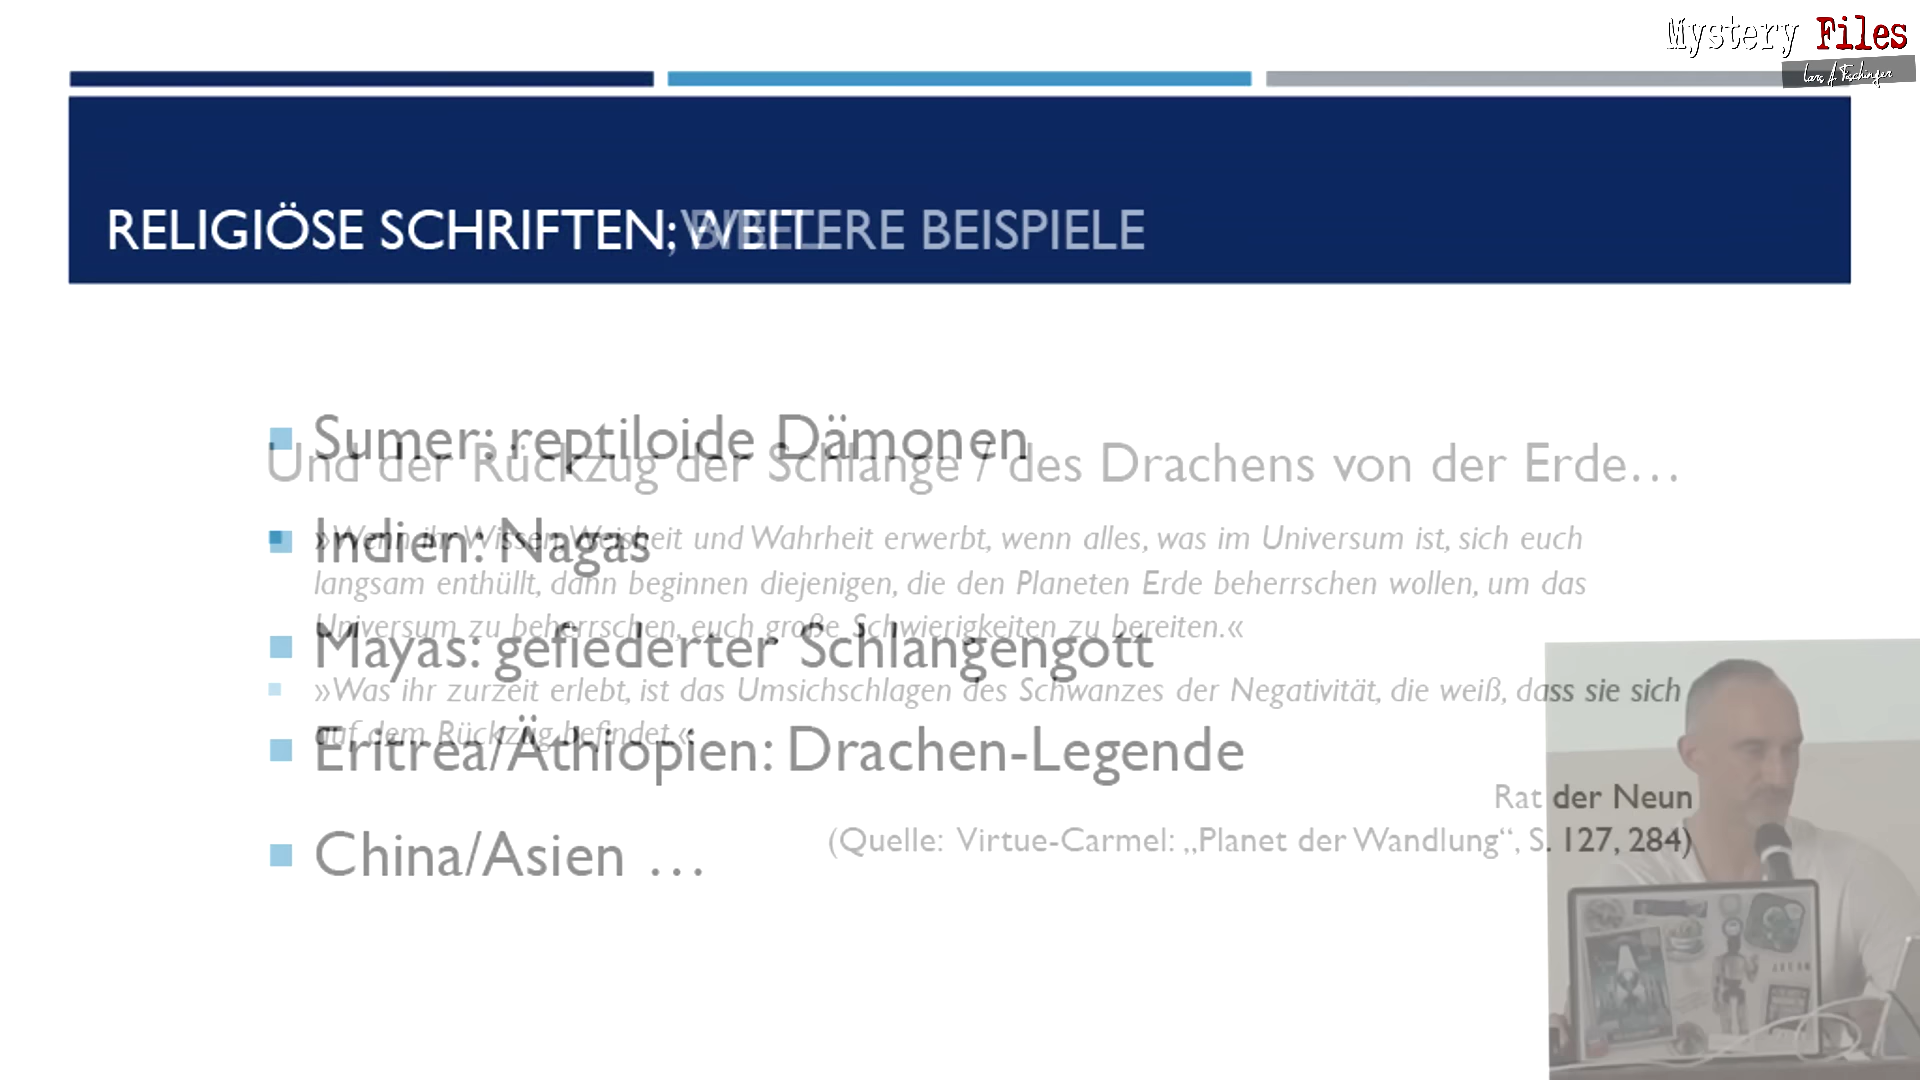 Mystery Files
Lars A. Fischinger
RELIGIÖSE SCHRIFTEN; WEITERE BEISPIELE
RELIGIÖSE SCHRIFTEN; BIBEL
Sumer: reptiloide Dämonen
Indien: Nagas
Mayas: gefiederter Schlangengott
Eritrea/Äthiopien: Drachen-Legende
China/Asien …
Und der Rückzug der Schlange / des Drachens von der Erde…
»Wenn ihr Wissen, Weisheit und Wahrheit erwerbt, wenn alles, was im Universum ist, sich euch
langsam enthüllt, dann beginnen diejenigen, die den Planeten Erde beherrschen wollen, um das
Universum zu beherrschen, euch große Schwierigkeiten zu bereiten.«
»Was ihr zurzeit erlebt, ist das Umsichschlagen des Schwanzes der Negativität, die weiß, dass sie sich
auf dem Rückzug befindet.«
Rat der Neun
(Quelle: Virtue-Carmel: „Planet der Wandlung“, S. 127, 284)